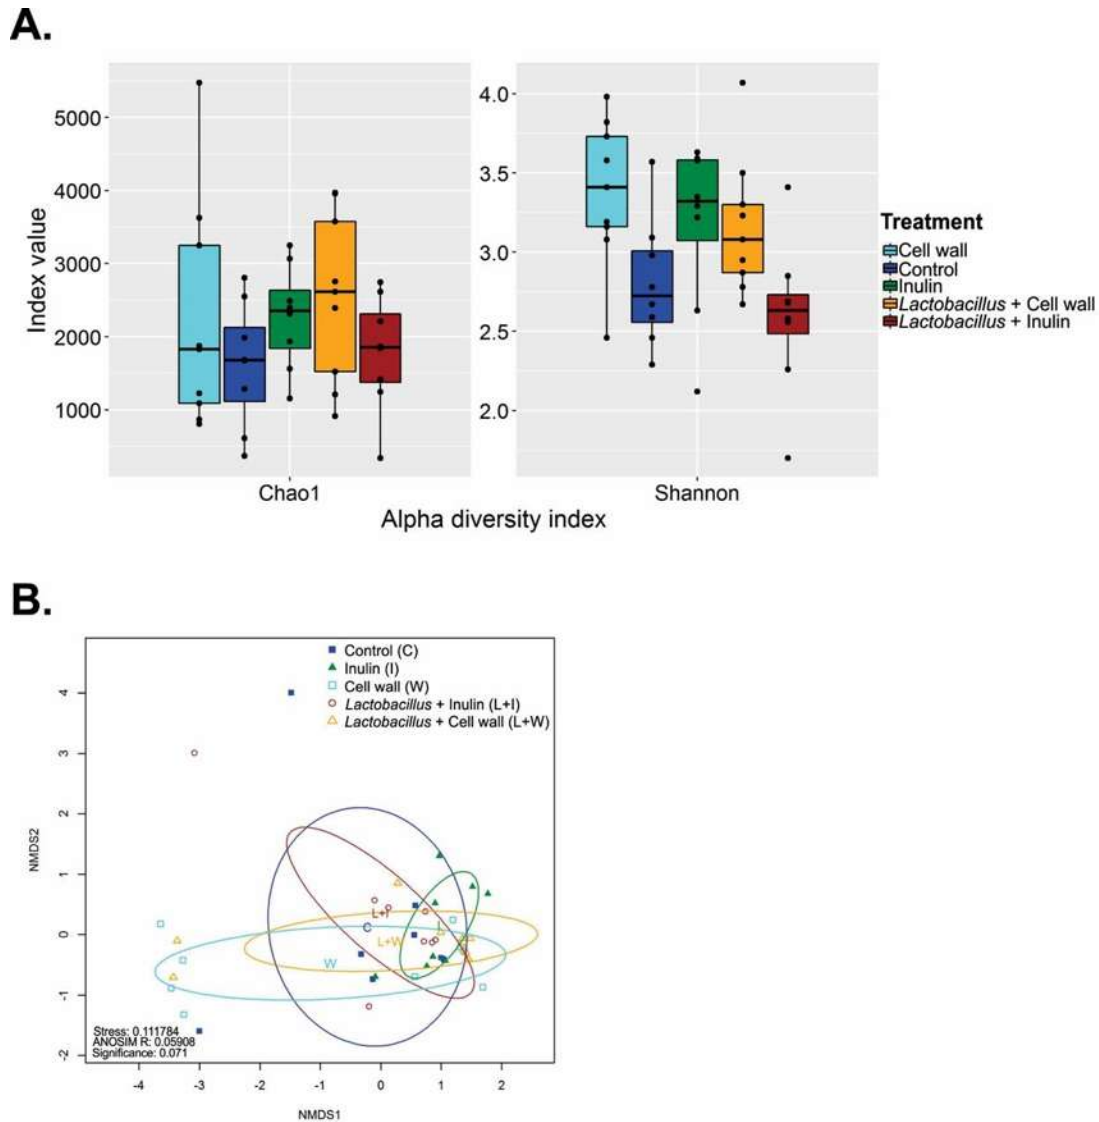 A.
Index value
5000
4000
3000
2000
1000
Chao1
4.0
3.5
3.0
2.5
2.0
Shannon
Alpha diversity index
Treatment
Cell wall
Control
Inulin
Lactobacillus + Cell wall
Lactobacillus + Inulin
B.
Control (C)
Inulin (I)
Cell wall (W)
Lactobacillus + Inulin (L+I)
Lactobacillus + Cell wall (L+W)
NMDS2
4
3
2
1
0
-1
-2
L+I
C
I
L+W
W
Stress: 0.111784
ANOSIM R: 0.05908
Significance: 0.071
-4 -3 -2 -1 0 1 2
NMDS1